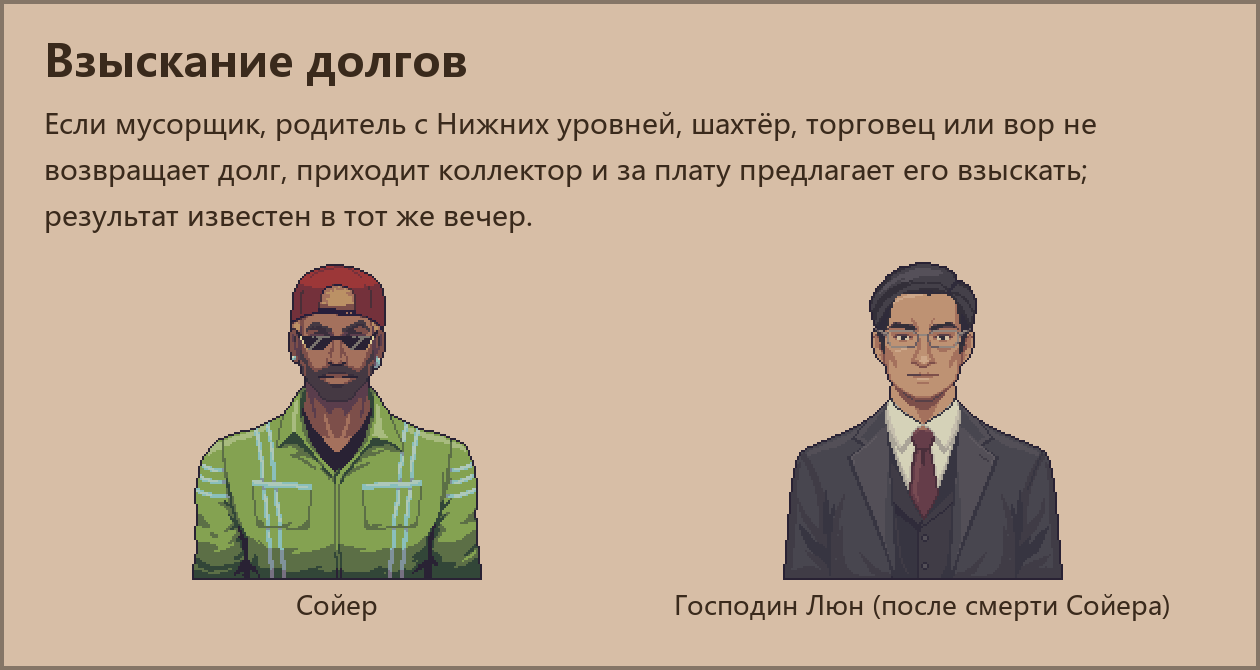 Взыскание долгов
Если мусорщик, родитель с Нижних уровней, шахтёр, торговец или вор не
возвращает долг, приходит коллектор и за плату предлагает его взыскать;
результат известен в тот же вечер.
Сойер
Господин Люн (после смерти Сойера)